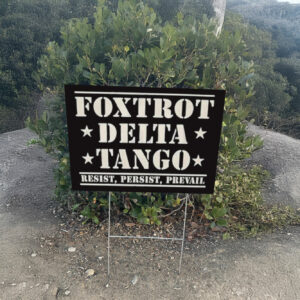 FOXTROT
★ DELTA ★
★ TANGO ★
RESIST, PERSIST, PREVAIL